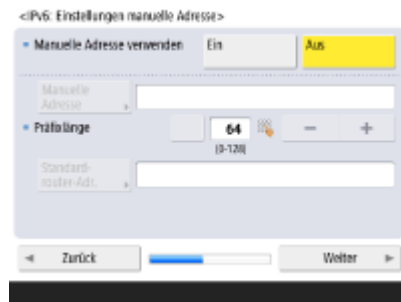 <IPv6: Einstellungen manuelle Adresse>
Manuelle Adresse verwenden Ein Aus
Manuelle
Adresse
Präfixlänge 64 − +
(0-128)
Standard-
router-Adr.
Zurück Weiter